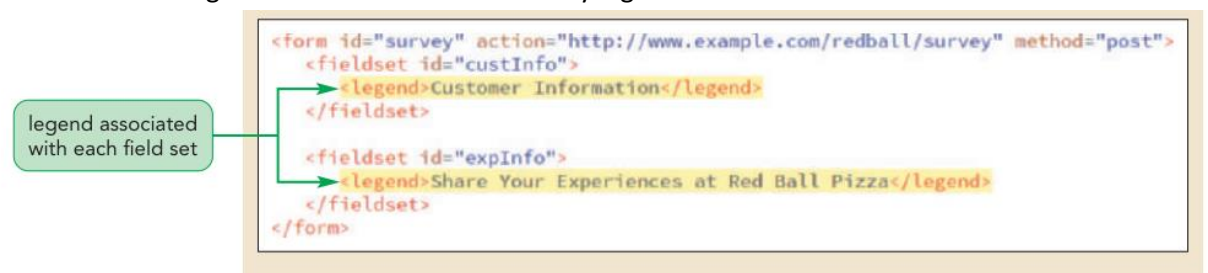 <form id="survey" action="http://www.example.com/redball/survey" method="post">
<fieldset id="custInfo">
<legend>Customer Information</legend>
</fieldset>
legend associated
with each field set
<fieldset id="expInfo">
<legend>Share Your Experiences at Red Ball Pizza</legend>
</fieldset>
</form>